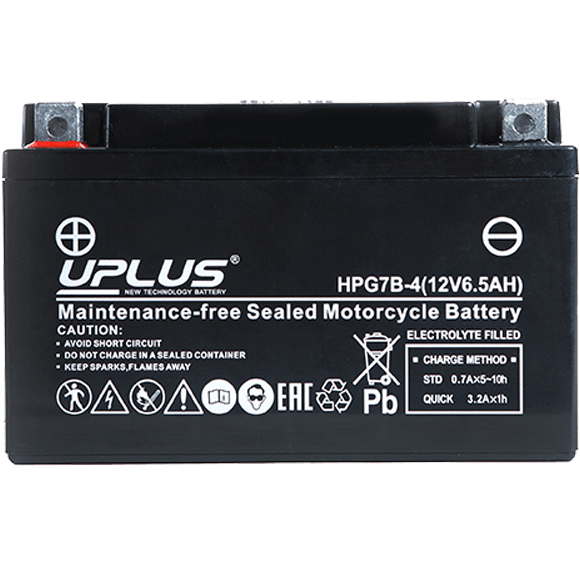 UPLUS®
NEW TECHNOLOGY BATTERY
HPG7B-4(12V6.5AH)
Maintenance-free Sealed Motorcycle Battery
CAUTION:
• AVOID SHORT CIRCUIT
• DO NOT CHARGE IN A SEALED CONTAINER
• KEEP SPARKS,FLAMES AWAY
EAC
Pb
ELECTROLYTE FILLED
■ CHARGE METHOD ■
STD 0.7A×5~10h
QUICK 3.2A×1h